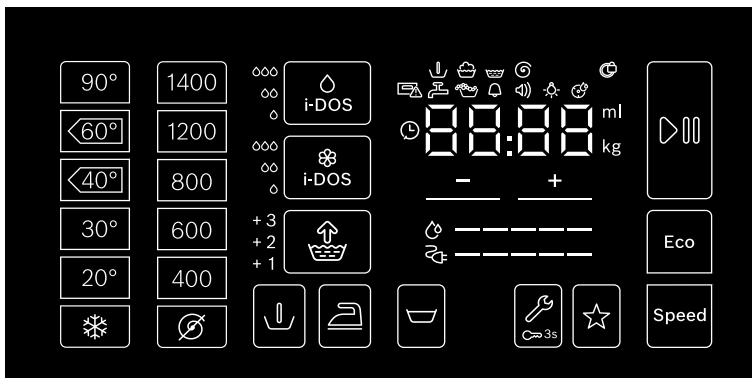 90°
60°
40°
30°
20°
1400
1200
800
600
400
i-DOS
i-DOS
+ 3
+ 2
+ 1
88:88
ml
kg
−
+
3s
Eco
Speed